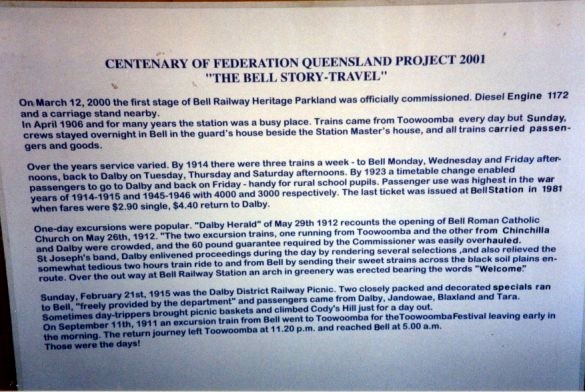 CENTENARY OF FEDERATION QUEENSLAND PROJECT 2001
"THE BELL STORY-TRAVEL"
On March 12, 2000 the first stage of Bell Railway Heritage Parkland was officially commissioned. Diesel Engine 1172
and a carriage stand nearby.
In April 1906 and for many years the station was a busy place. Trains came from Toowoomba every day but Sunday,
crews stayed overnight in Bell in the guard's house beside the Station Master's house, and all trains carried passen-
gers and goods.
Over the years service varied. By 1914 there were three trains a week - to Bell Monday, Wednesday and Friday after-
noons, back to Dalby on Tuesday, Thursday and Saturday afternoons. By 1923 a timetable change enabled
passengers to go to Dalby and back on Friday - handy for rural school pupils. Passenger use was highest in the war
years of 1914-1915 and 1945-1946 with 4000 and 3000 respectively. The last ticket was issued at Bell Station in 1981
when fares were $2.90 single, $4.40 return to Dalby.
One-day excursions were popular. "Dalby Herald" of May 29th 1912 recounts the opening of Bell Roman Catholic
Church on May 26th, 1912. "The two excursion trains, one running from Toowoomba and the other from Chinchilla
and Dalby were crowded, and the 60 pound guarantee required by the Commissioner was easily overhauled.
St Joseph's band, Dalby enlivened proceedings during the day by rendering several selections ,and also relieved the
somewhat tedious two hours train ride to and from Bell by sending their sweet strains across the black soil plains en-
route. Over the out way at Bell Railway Station an arch in greenery was erected bearing the words "Welcome".
Sunday, February 21st, 1915 was the Dalby District Railway Picnic. Two closely packed and decorated specials ran
to Bell, "freely provided by the department" and passengers came from Dalby, Jandowae, Blaxland and Tara.
Sometimes day-trippers brought picnic baskets and climbed Cody's Hill just for a day out.
On September 11th, 1911 an excursion train from Bell went to Toowoomba for the Toowoomba Festival leaving early in
the morning. The return journey left Toowoomba at 11.20 p.m. and reached Bell at 5.00 a.m.
Those were the days!